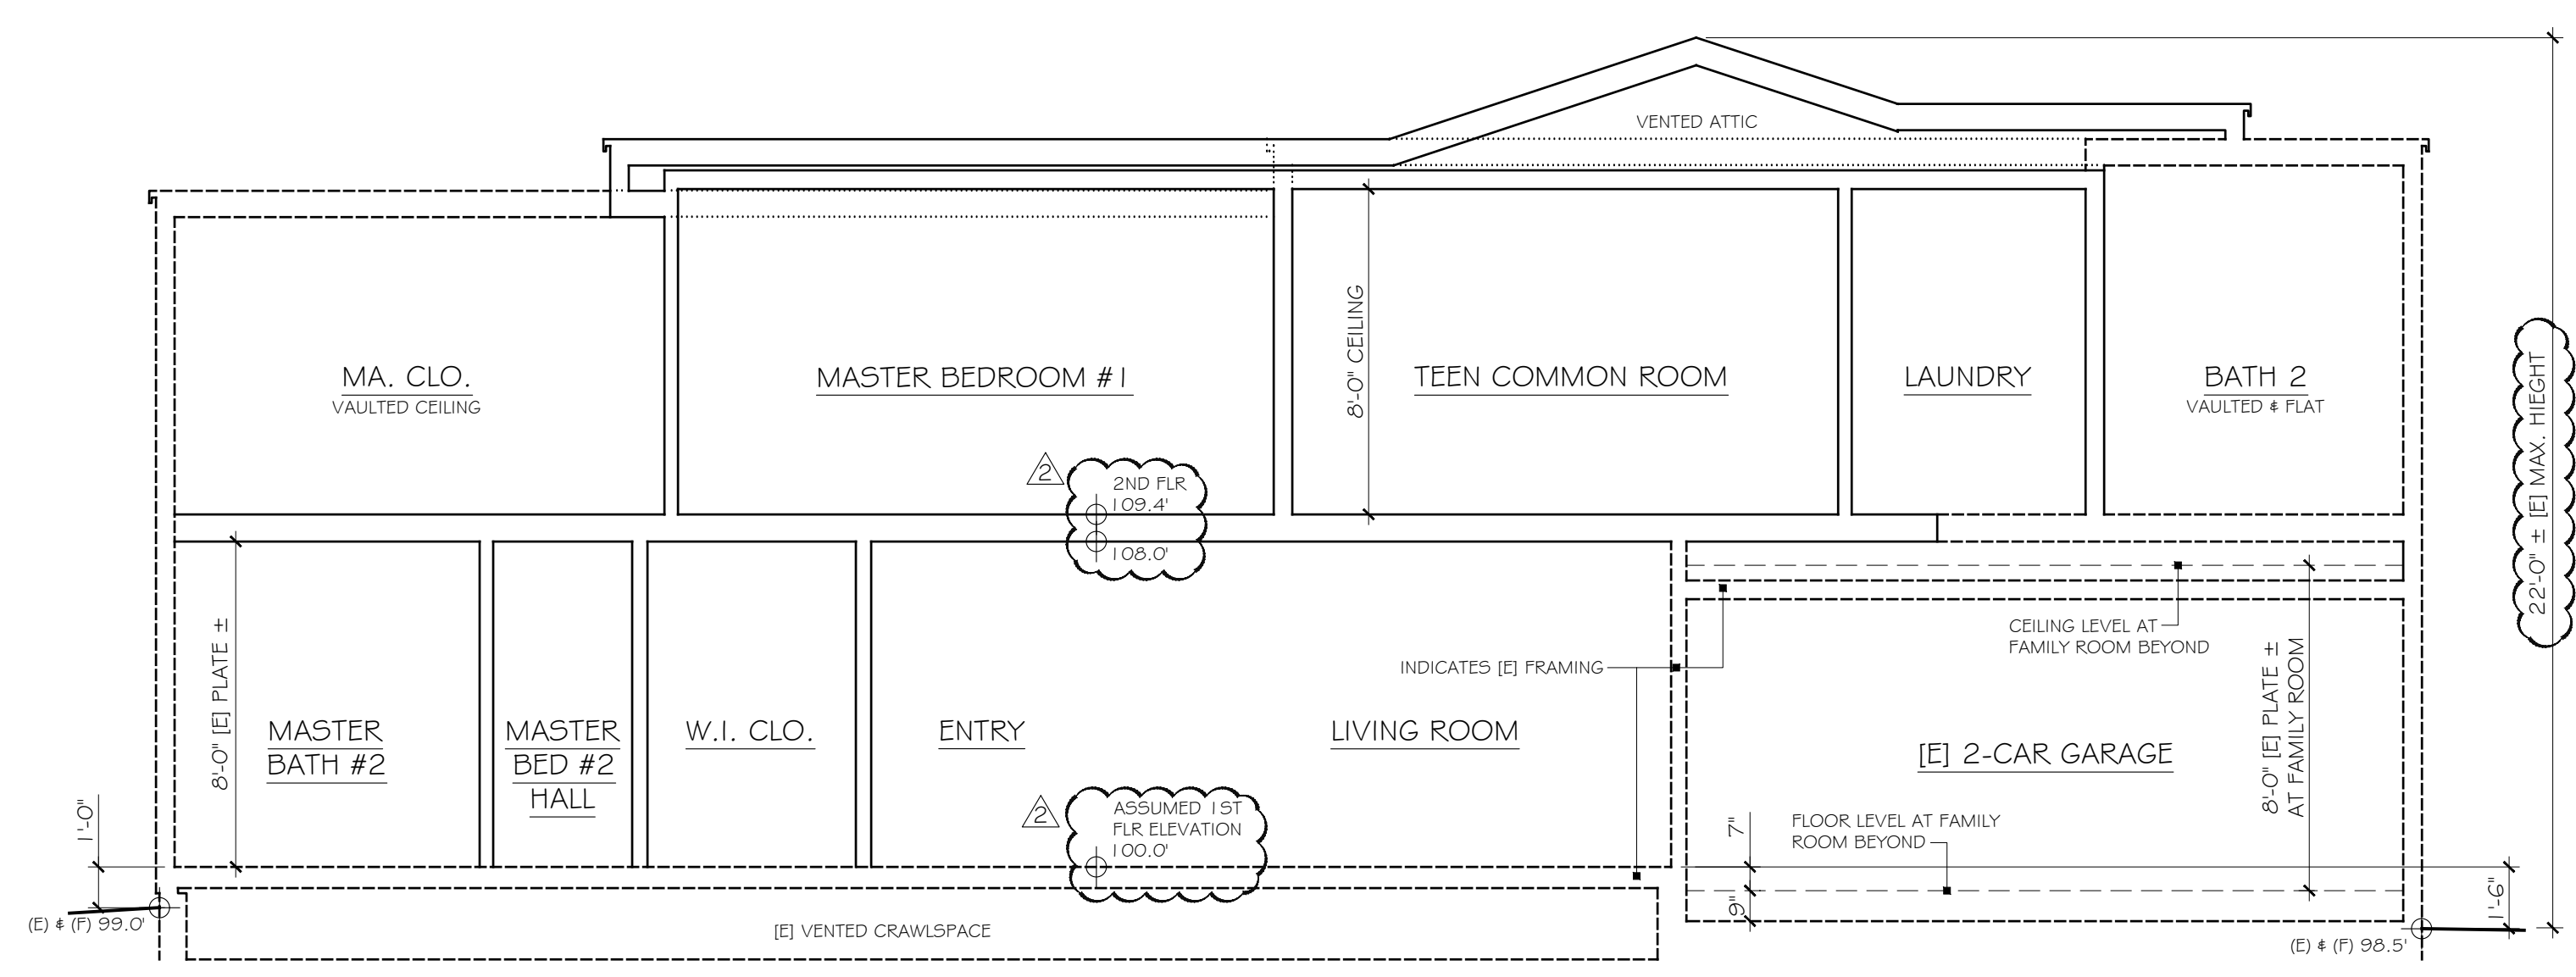 VENTED ATTIC
MA. CLO.
VAULTED CEILING
MASTER BEDROOM #1
8'-0" CEILING
TEEN COMMON ROOM
LAUNDRY
BATH 2
VAULTED & FLAT
22'-0" ± [E] MAX. HIEGHT
2
2ND FLR
109.4'
108.0'
8'-0" [E] PLATE ±
MASTER
BATH #2
MASTER
BED #2
HALL
W.I. CLO.
ENTRY
LIVING ROOM
INDICATES [E] FRAMING
CEILING LEVEL AT
FAMILY ROOM BEYOND
8'-0" [E] PLATE ±
AT FAMILY ROOM
[E] 2-CAR GARAGE
2
ASSUMED 1ST
FLR ELEVATION
100.0'
FLOOR LEVEL AT FAMILY
ROOM BEYOND
7"
9"
1'-0"
1'-6"
(E) & (F) 99.0'
[E] VENTED CRAWLSPACE
(E) & (F) 98.5'